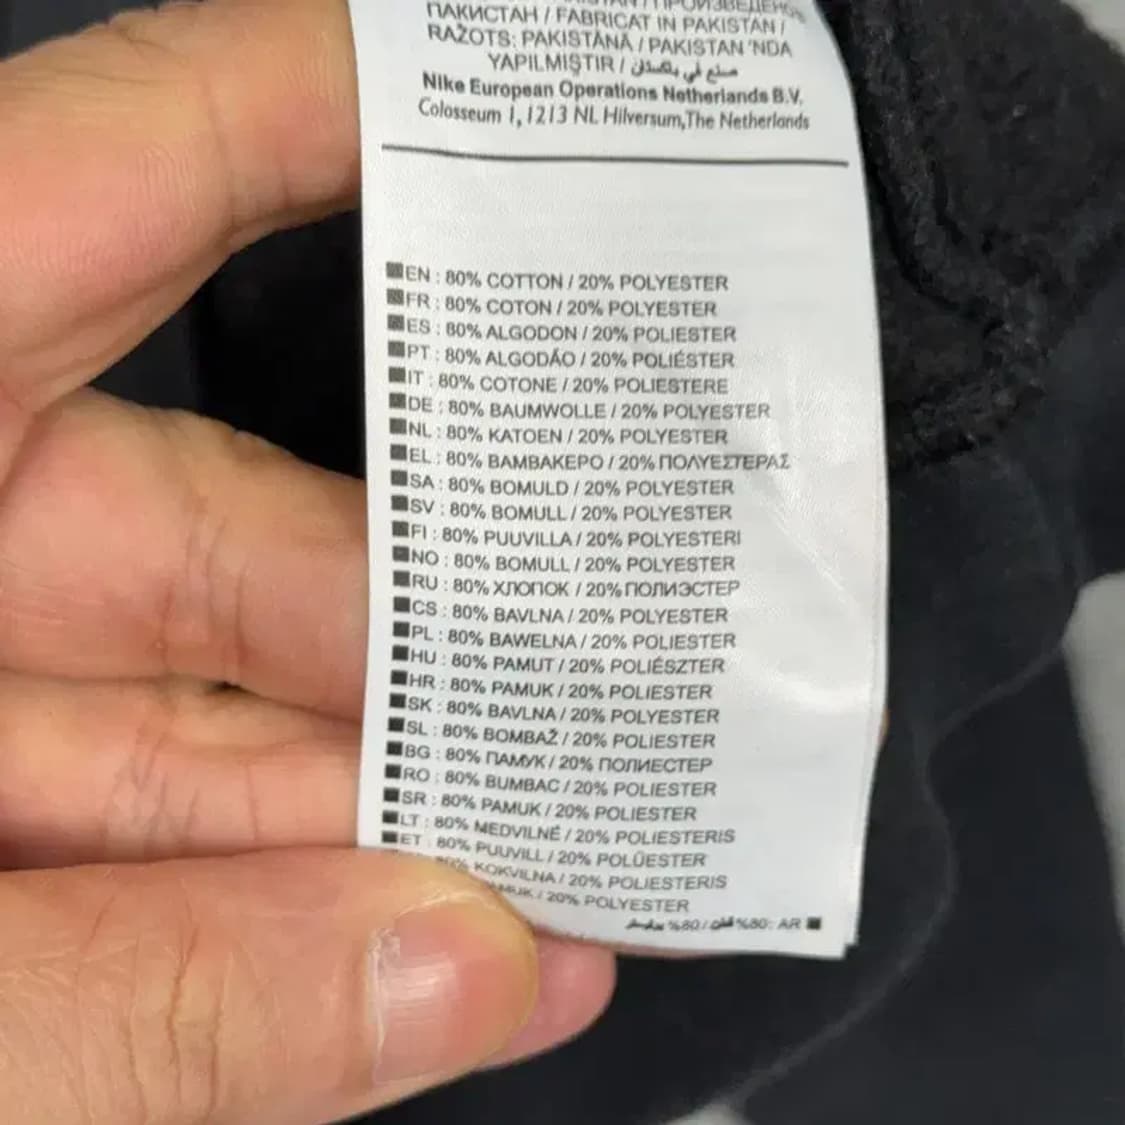 ПАКИСТАН / FABRICAT IN PAKISTAN /
RAŽOTS: PAKISTĀNĀ / PAKISTAN 'NDA
YAPILMIŞTIR / صنع في باكستان
Nike European Operations Netherlands B.V.
Colosseum 1, 1213 NL Hilversum,The Netherlands
EN : 80% COTTON / 20% POLYESTER
FR : 80% COTON / 20% POLYESTER
ES : 80% ALGODON / 20% POLIESTER
PT : 80% ALGODÃO / 20% POLIÉSTER
IT : 80% COTONE / 20% POLIESTERE
DE : 80% BAUMWOLLE / 20% POLYESTER
NL : 80% KATOEN / 20% POLYESTER
EL : 80% ΒΑΜΒΑΚΕΡΟ / 20% ΠΟΛΥΕΣΤΕΡΑΣ
SA : 80% BOMULD / 20% POLYESTER
SV : 80% BOMULL / 20% POLYESTER
FI : 80% PUUVILLA / 20% POLYESTERI
NO : 80% BOMULL / 20% POLYESTER
RU : 80% ХЛОПОК / 20% ПОЛИЭСТЕР
CS : 80% BAVLNA / 20% POLYESTER
PL : 80% BAWELNA / 20% POLIESTER
HU : 80% PAMUT / 20% POLIÉSZTER
HR : 80% PAMUK / 20% POLIESTER
SK : 80% BAVLNA / 20% POLYESTER
SL : 80% BOMBAŽ / 20% POLIESTER
BG : 80% ПАМУК / 20% ПОЛИЕСТЕР
RO : 80% BUMBAC / 20% POLIESTER
SR : 80% PAMUK / 20% POLIESTER
LT : 80% MEDVILNÉ / 20% POLIESTERIS
ET : 80% PUUVILL / 20% POLÜESTER
80% KOKVILNA / 20% POLIESTERIS
/ 20% POLYESTER
AR :80% قطن /80%